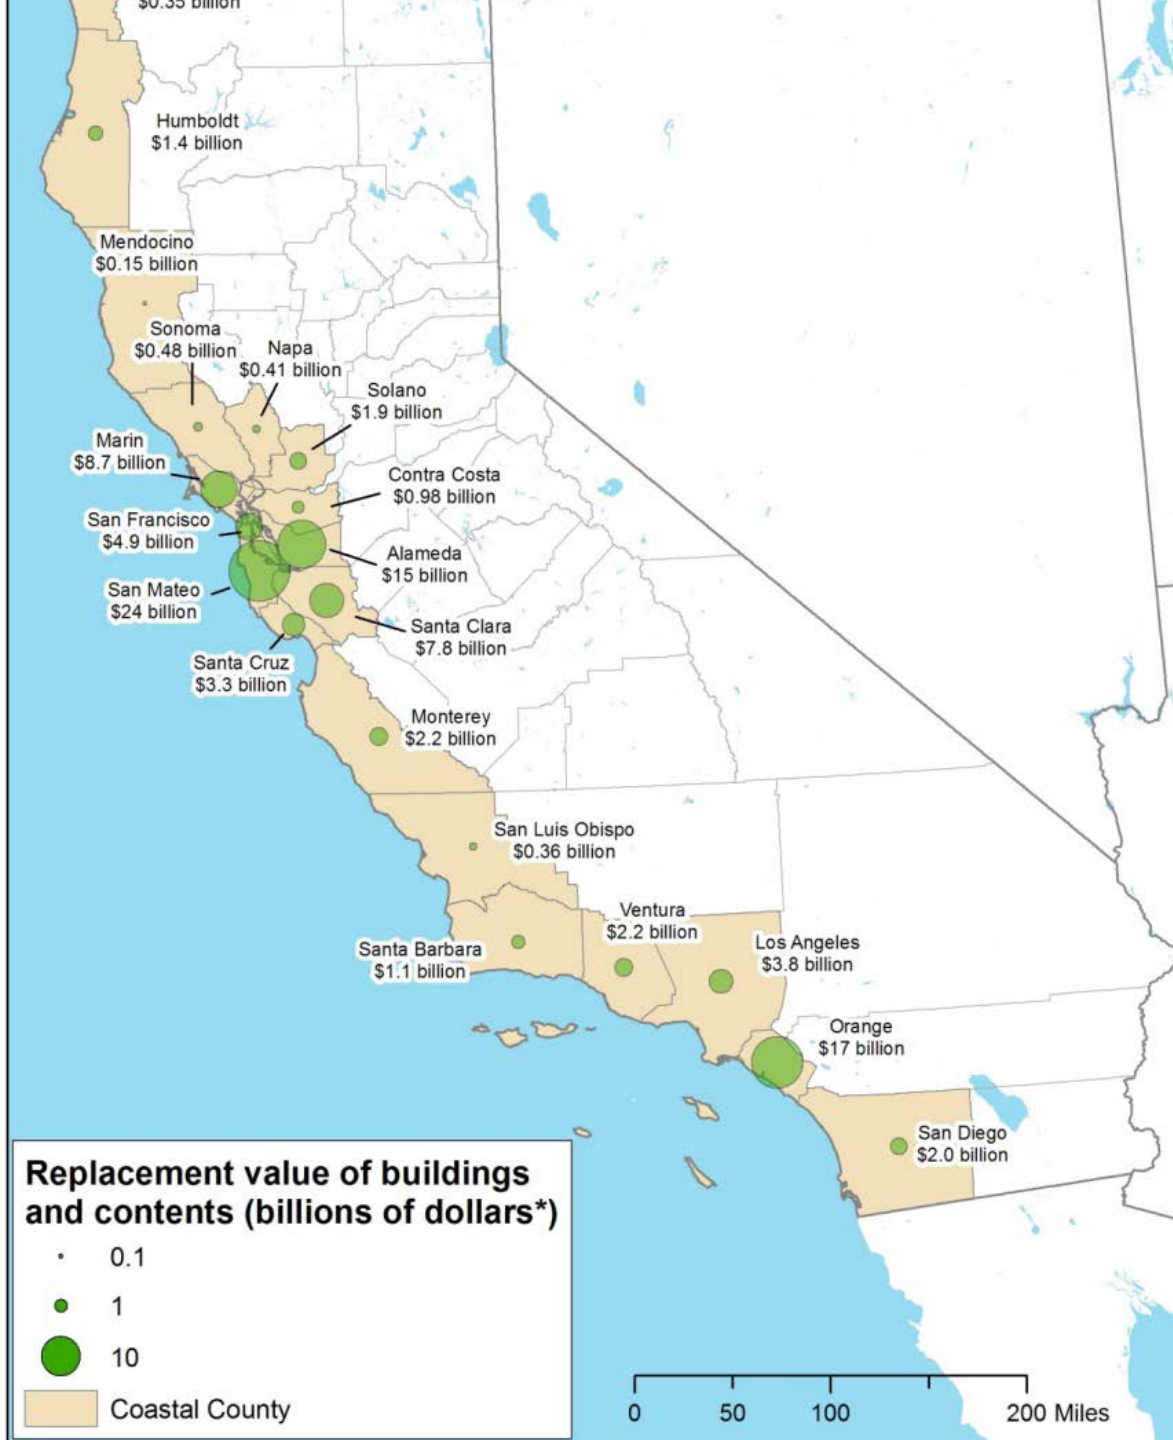 $0.35 billion
Humboldt
$1.4 billion
Mendocino
$0.15 billion
Sonoma
$0.48 billion
Napa
$0.41 billion
Solano
$1.9 billion
Marin
$8.7 billion
Contra Costa
$0.98 billion
San Francisco
$4.9 billion
Alameda
$15 billion
San Mateo
$24 billion
Santa Clara
$7.8 billion
Santa Cruz
$3.3 billion
Monterey
$2.2 billion
San Luis Obispo
$0.36 billion
Ventura
$2.2 billion
Santa Barbara
$1.1 billion
Los Angeles
$3.8 billion
Orange
$17 billion
San Diego
$2.0 billion
Replacement value of buildings
and contents (billions of dollars*)
0.1
1
10
Coastal County
0 50 100 200 Miles